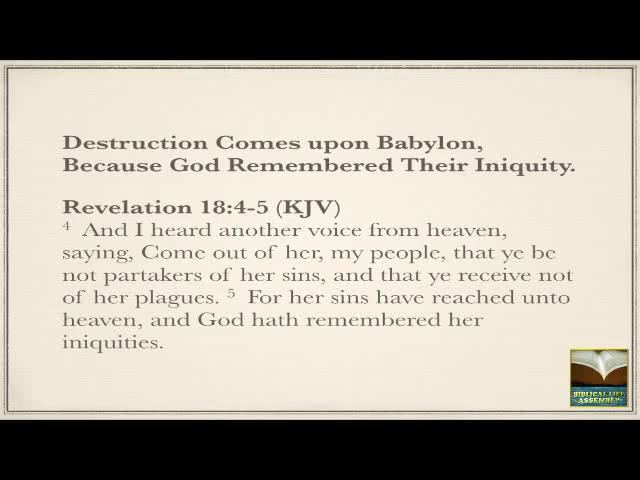 Destruction Comes upon Babylon,
Because God Remembered Their Iniquity.
Revelation 18:4-5 (KJV)
4 And I heard another voice from heaven,
saying, Come out of her, my people, that ye be
not partakers of her sins, and that ye receive not
of her plagues. 5 For her sins have reached unto
heaven, and God hath remembered her
iniquities.
BIBLICAL LIFE
ASSEMBLY